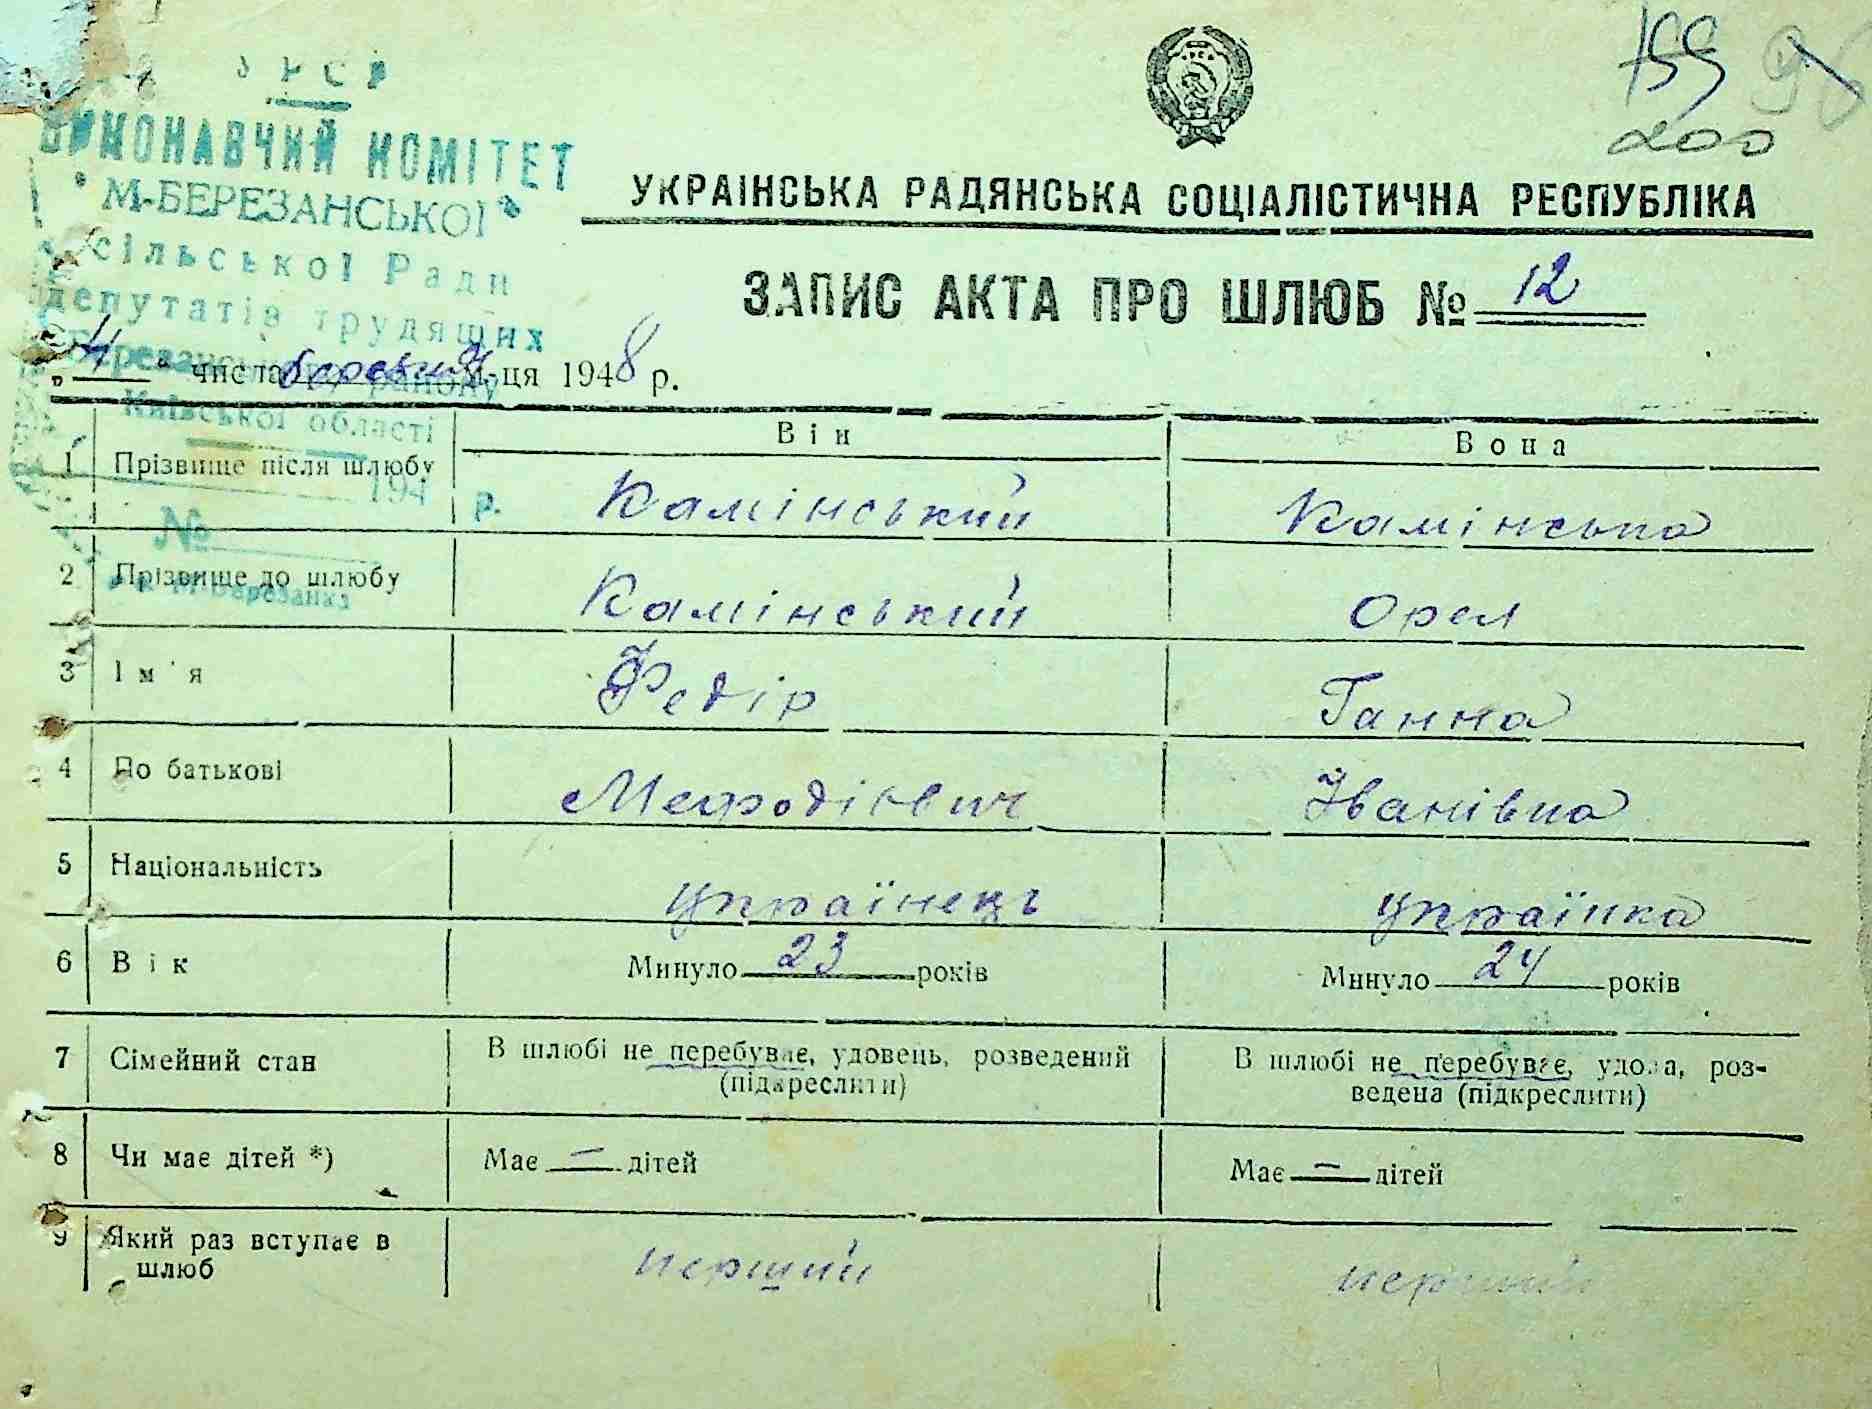 УРСР
ВИКОНАВЧИЙ КОМІТЕТ
М-БЕРЕЗАНСЬКОЇ
сільської Ради
депутатів трудящих
Березанського району
Київської області
194 р.
№
с. М-Березанка
199 96
200
УКРАЇНСЬКА РАДЯНСЬКА СОЦІАЛІСТИЧНА РЕСПУБЛІКА
ЗАПИС АКТА ПРО ШЛЮБ № 12
„ 4 " числа м-ця 1948 р.
Він Вона
1 Прізвище після шлюбу Камінський Камінська
2 Прізвище до шлюбу Камінський Орел
3 Ім'я Федір Ганна
4 По батькові Мефодієвич Іванівна
5 Національність українець українка
6 Вік Минуло 23 років Минуло 24 років
7 Сімейний стан В шлюбі не перебуває, удовець, розведений (підкреслити) В шлюбі не перебуває, удова, роз-
ведена (підкреслити)
8 Чи має дітей *) Має — дітей Має — дітей
9 Який раз вступає в шлюб перший перший